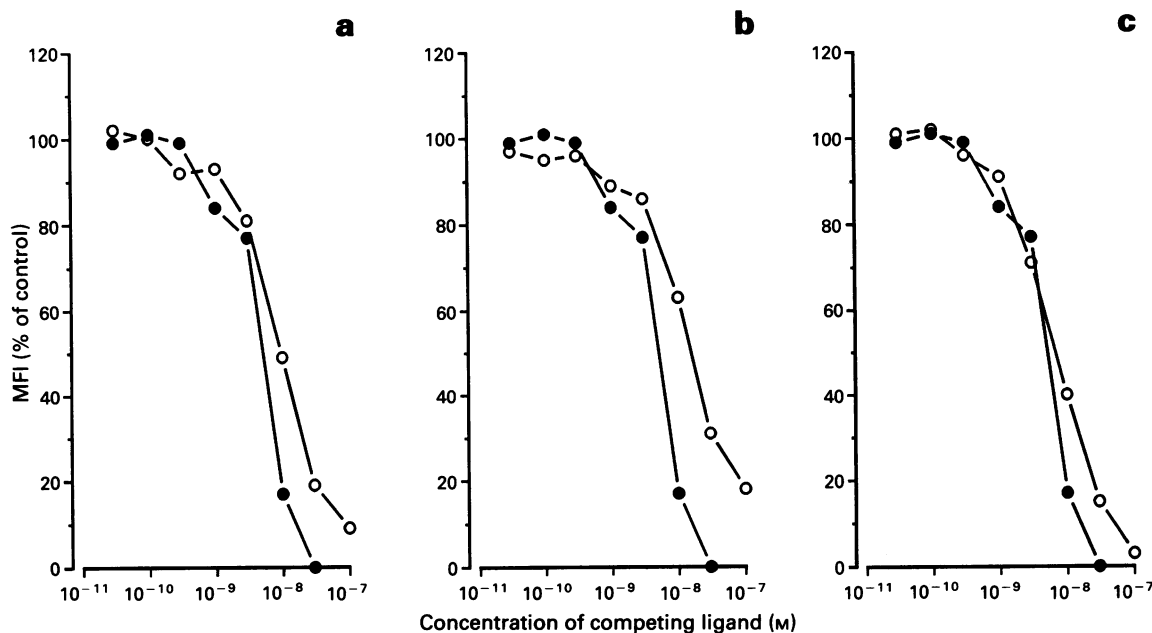 a b c
120 120 120
100 100 100
80 80 80
60 60 60
40 40 40
20 20 20
0 0 0
MFI (% of control)
10⁻¹¹ 10⁻¹⁰ 10⁻⁹ 10⁻⁸ 10⁻⁷ 10⁻¹¹ 10⁻¹⁰ 10⁻⁹ 10⁻⁸ 10⁻⁷ 10⁻¹¹ 10⁻¹⁰ 10⁻⁹ 10⁻⁸ 10⁻⁷
Concentration of competing ligand (M)